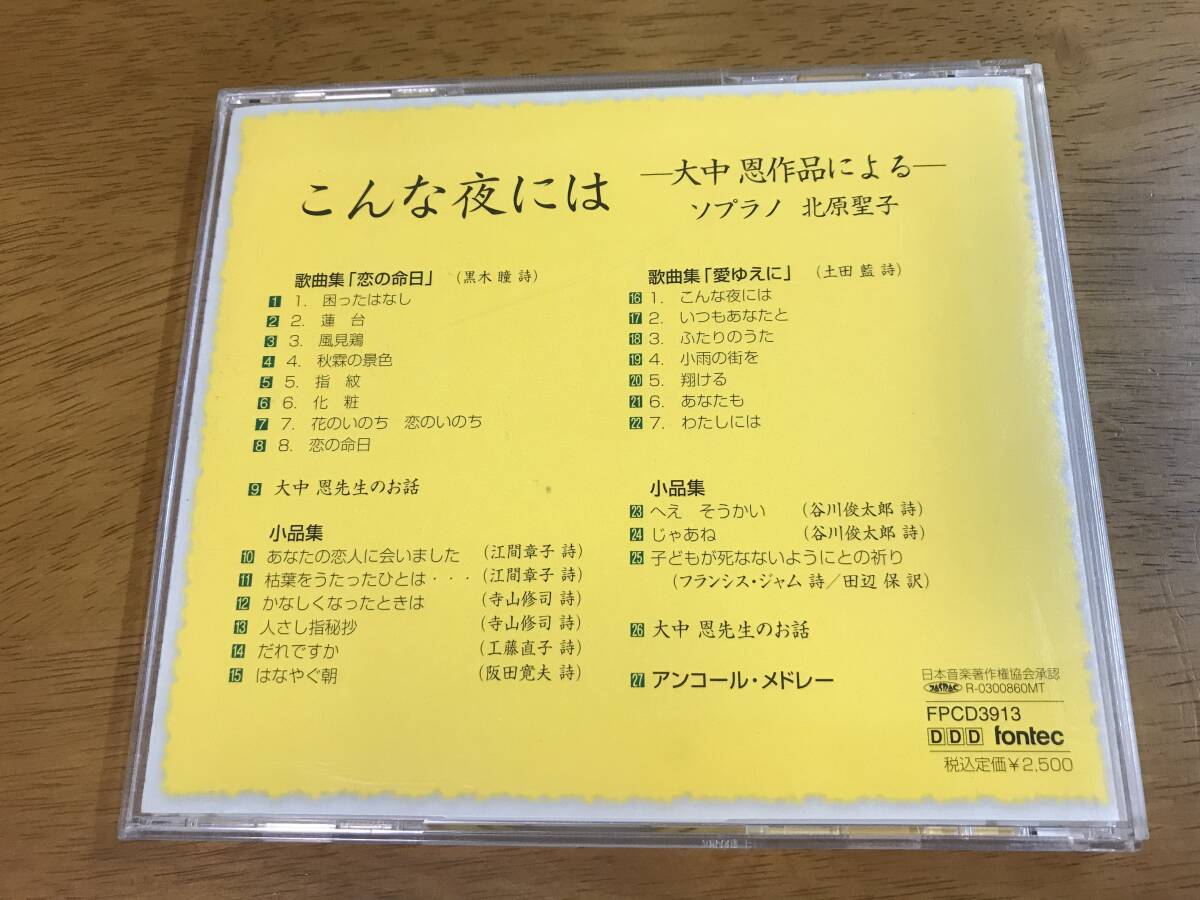 こんな夜には
―大中 恩作品による―
ソプラノ 北原聖子
歌曲集「恋の命日」 (黒木 瞳 詩)
1 1. 困ったはなし
2 2. 蓮 台
3 3. 風見鶏
4 4. 秋霖の景色
5 5. 指 紋
6 6. 化 粧
7 7. 花のいのち 恋のいのち
8 8. 恋の命日
9 大中 恩先生のお話
小品集
10 あなたの恋人に会いました (江間章子 詩)
11 枯葉をうたったひとは・・・ (江間章子 詩)
12 かなしくなったときは (寺山修司 詩)
13 人さし指秘抄 (寺山修司 詩)
14 だれですか (工藤直子 詩)
15 はなやぐ朝 (阪田寛夫 詩)
歌曲集「愛ゆえに」 (土田 藍 詩)
16 1. こんな夜には
17 2. いつもあなたと
18 3. ふたりのうた
19 4. 小雨の街を
20 5. 翔ける
21 6. あなたも
22 7. わたしには
小品集
23 へえ そうかい (谷川俊太郎 詩)
24 じゃあね (谷川俊太郎 詩)
25 子どもが死なないようにとの祈り
(フランシス・ジャム 詩/田辺 保 訳)
26 大中 恩先生のお話
27 アンコール・メドレー
日本音楽著作権協会承認
JASRAC R-0300860MT
FPCD3913
DDD fontec
税込定価¥2,500